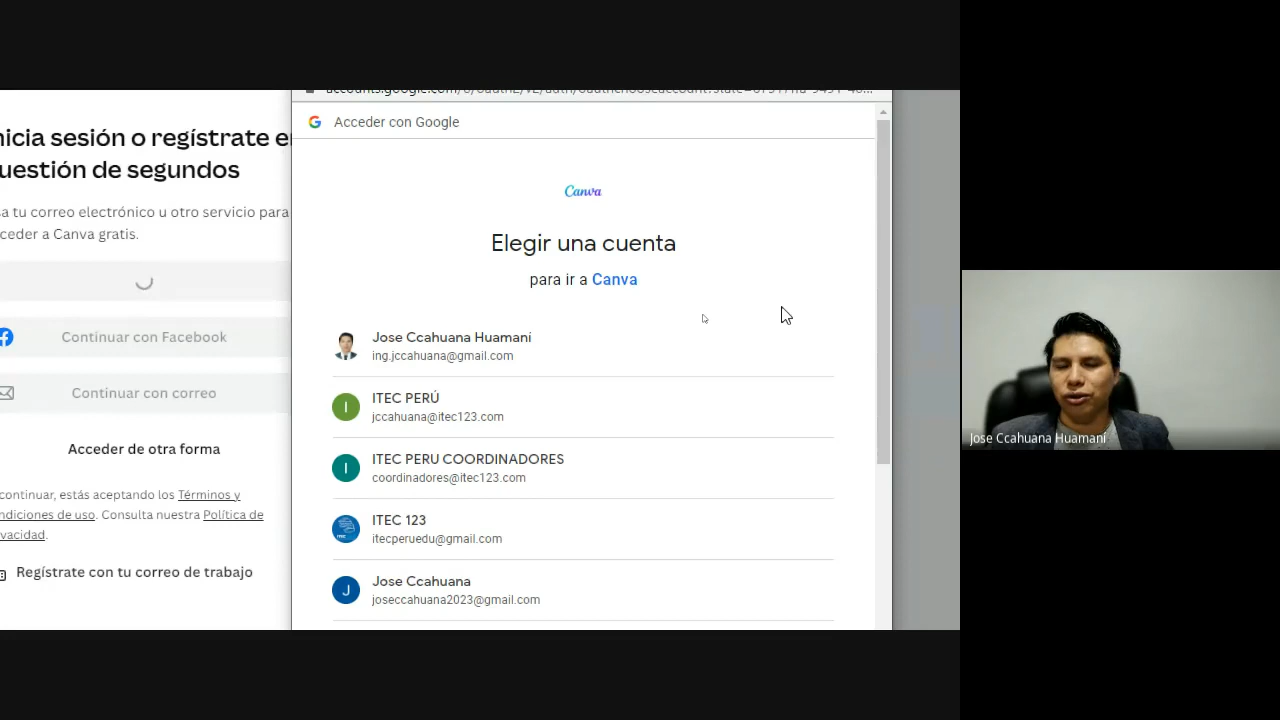 nicia sesión o regístrate en
uestión de segundos
sa tu correo electrónico u otro servicio para
ceder a Canva gratis.
Continuar con Facebook
Continuar con correo
Acceder de otra forma
continuar, estás aceptando los Términos y
ndiciones de uso. Consulta nuestra Política de
vacidad.
Regístrate con tu correo de trabajo
Acceder con Google
Canva
Elegir una cuenta
para ir a Canva
Jose Ccahuana Huamaní
ing.jccahuana@gmail.com
I
ITEC PERÚ
jccahuana@itec123.com
I
ITEC PERU COORDINADORES
coordinadores@itec123.com
ITEC 123
itecperuedu@gmail.com
J
Jose Ccahuana
joseccahuana2023@gmail.com
Jose Ccahuana Huamaní